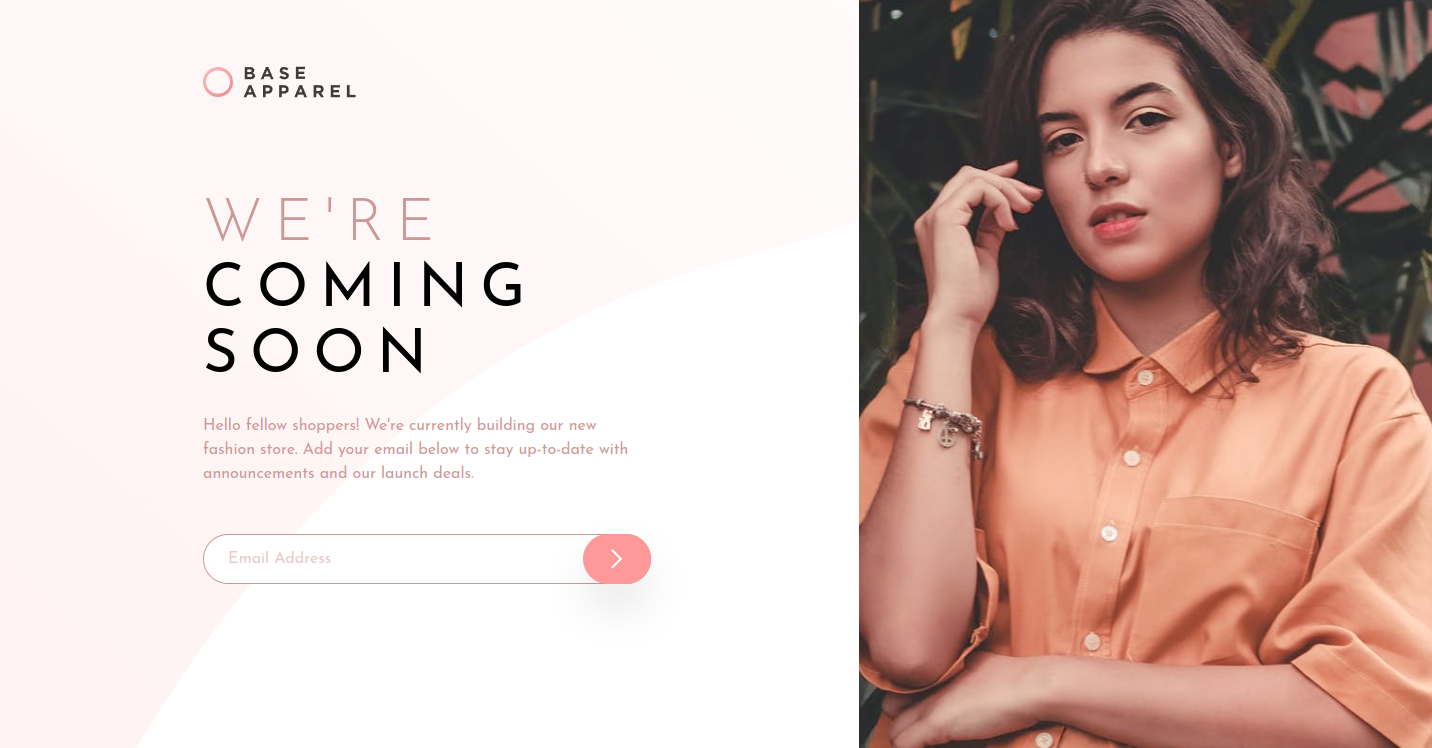 BASE
APPAREL
WE'RE
COMING
SOON
Hello fellow shoppers! We're currently building our new
fashion store. Add your email below to stay up-to-date with
announcements and our launch deals.
Email Address